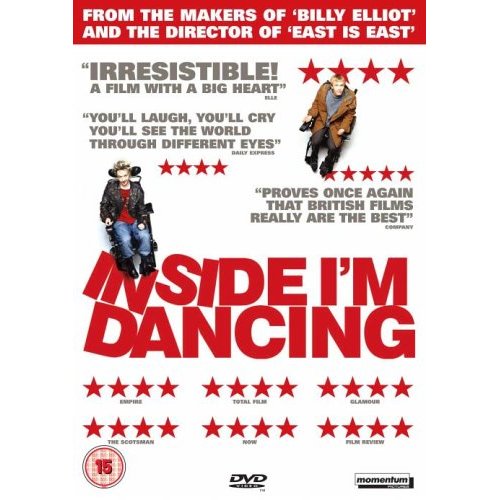 FROM THE MAKERS OF 'BILLY ELLIOT'
AND THE DIRECTOR OF 'EAST IS EAST'
"IRRESISTIBLE!
A FILM WITH A BIG HEART"
ELLE
"YOU'LL LAUGH, YOU'LL CRY
YOU'LL SEE THE WORLD
THROUGH DIFFERENT EYES"
DAILY EXPRESS
"PROVES ONCE AGAIN
THAT BRITISH FILMS
REALLY ARE THE BEST"
COMPANY
INSIDE I'M
DANCING
EMPIRE
TOTAL FILM
GLAMOUR
THE SCOTSMAN
NOW
FILM REVIEW
15
DVD
VIDEO
TM
momentum
PICTURES